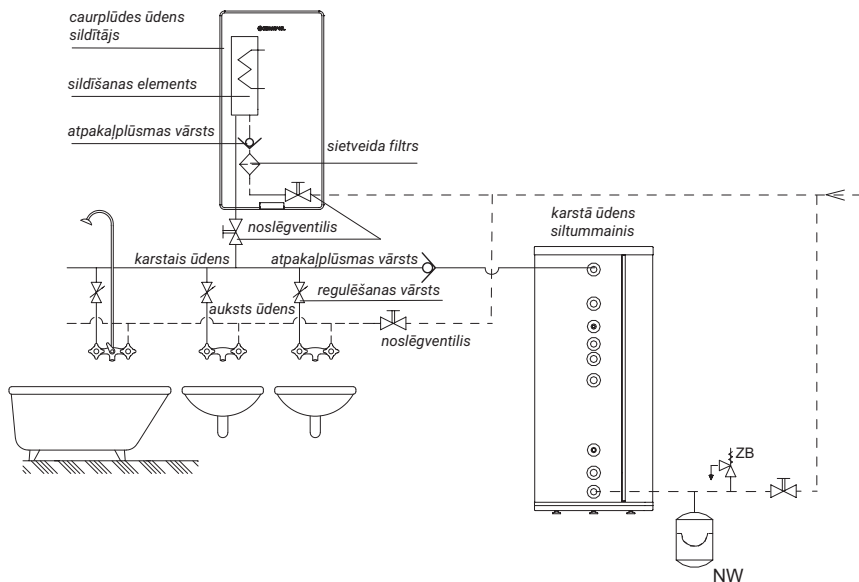 caurplūdes ūdens
sildītājs
sildīšanas elements
atpakaļplūsmas vārsts
sietveida filtrs
noslēgventilis
karstā ūdens
siltummainis
karstais ūdens
atpakaļplūsmas vārsts
regulēšanas vārsts
auksts ūdens
noslēgventilis
ZB
NW